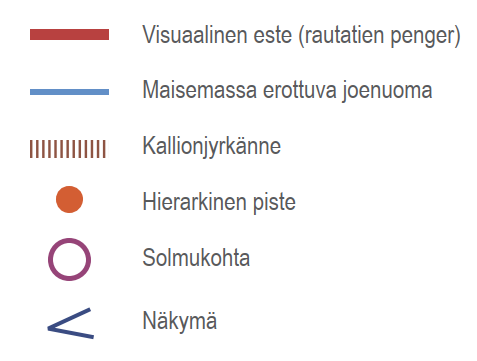 Visuaalinen este (rautatien penger)
Maisemassa erottuva joenuoma
Kallionjyrkänne
Hierarkinen piste
Solmukohta
Näkymä